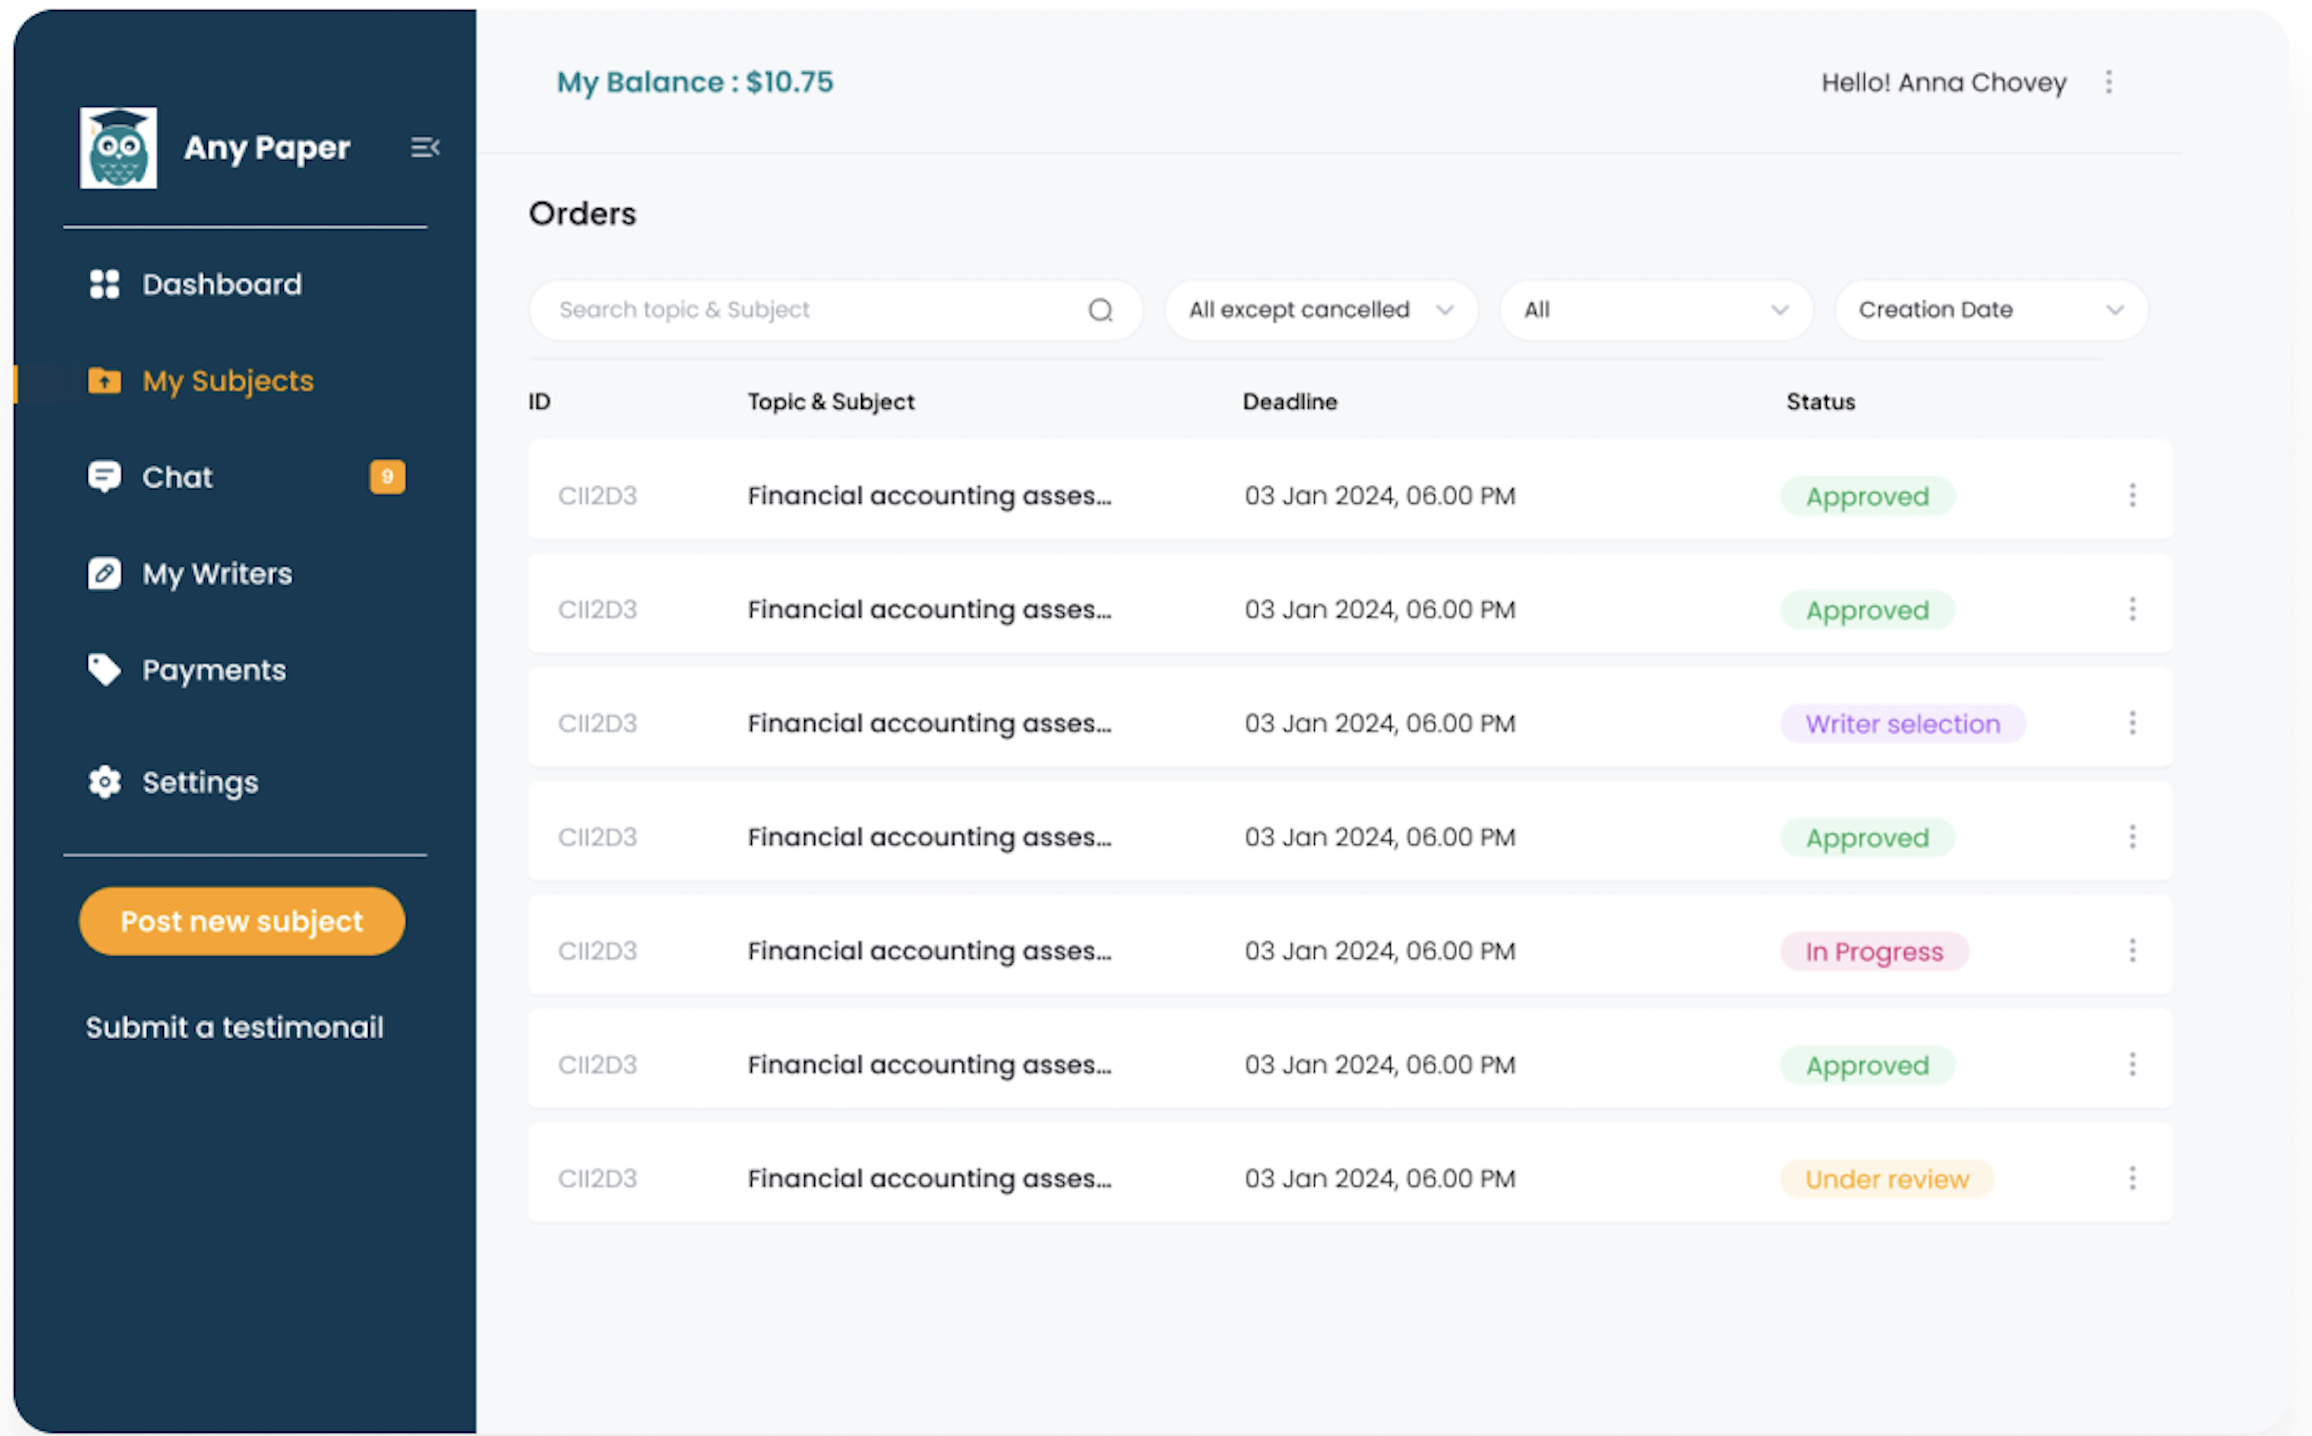 My Balance : $10.75
Hello! Anna Chovey
Any Paper
Dashboard
My Subjects
Chat
9
My Writers
Payments
Settings
Post new subject
Submit a testimonail
Orders
Search topic & Subject
All except cancelled
All
Creation Date
ID Topic & Subject Deadline Status
CII2D3 Financial accounting asses... 03 Jan 2024, 06.00 PM Approved
CII2D3 Financial accounting asses... 03 Jan 2024, 06.00 PM Approved
CII2D3 Financial accounting asses... 03 Jan 2024, 06.00 PM Writer selection
CII2D3 Financial accounting asses... 03 Jan 2024, 06.00 PM Approved
CII2D3 Financial accounting asses... 03 Jan 2024, 06.00 PM In Progress
CII2D3 Financial accounting asses... 03 Jan 2024, 06.00 PM Approved
CII2D3 Financial accounting asses... 03 Jan 2024, 06.00 PM Under review